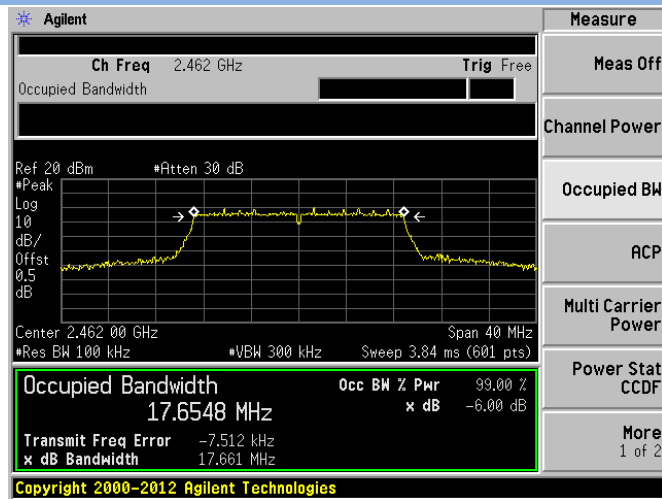 Agilent
Measure
Ch Freq 2.462 GHz Trig Free
Occupied Bandwidth
Meas Off
Channel Power
Occupied BW
ACP
Multi Carrier
Power
Power Stat
CCDF
More
1 of 2
Ref 20 dBm #Atten 30 dB
#Peak
Log
10
dB/
Offst
0.5
dB
Center 2.462 00 GHz Span 40 MHz
#Res BW 100 kHz #VBW 300 kHz Sweep 3.84 ms (601 pts)
Occupied Bandwidth Occ BW % Pwr 99.00 %
17.6548 MHz x dB -6.00 dB
Transmit Freq Error -7.512 kHz
x dB Bandwidth 17.661 MHz
Copyright 2000-2012 Agilent Technologies